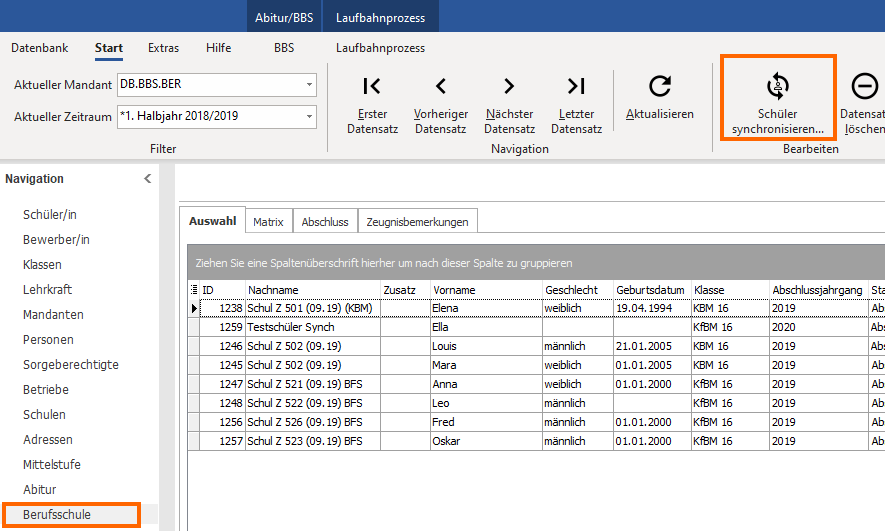 Abitur/BBS Laufbahnprozess
Datenbank Start Extras Hilfe BBS Laufbahnprozess
Aktueller Mandant DB.BBS.BER
Aktueller Zeitraum *1. Halbjahr 2018/2019
Filter
Erster Datensatz
Vorheriger Datensatz
Nächster Datensatz
Letzter Datensatz
Aktualisieren
Navigation
Schüler synchronisieren...
Datensat löschen
Bearbeiten
Navigation
Schüler/in
Bewerber/in
Klassen
Lehrkraft
Mandanten
Personen
Sorgeberechtigte
Betriebe
Schulen
Adressen
Mittelstufe
Abitur
Berufsschule
Auswahl Matrix Abschluss Zeugnisbemerkungen
Ziehen Sie eine Spaltenüberschrift hierher um nach dieser Spalte zu gruppieren
ID Nachname Zusatz Vorname Geschlecht Geburtsdatum Klasse Abschlussjahrgang Sta
1238 Schul Z 501 (09.19) (KBM) Elena weiblich 19.04.1994 KBM 16 2019 Abs
1259 Testschüler Synch Ella KfBM 16 2020 Abs
1246 Schul Z 502 (09.19) Louis männlich 21.01.2005 KBM 16 2019 Abs
1245 Schul Z 502 (09.19) Mara weiblich 01.01.2005 KBM 16 2019 Abs
1247 Schul Z 521 (09.19) BFS Anna weiblich 01.01.2000 KfBM 16 2019 Abs
1248 Schul Z 522 (09.19) BFS Leo männlich KfBM 16 2019 Abs
1256 Schul Z 526 (09.19) BFS Fred männlich 01.01.2000 KfBM 16 2019 Abs
1257 Schul Z 523 (09.19) BFS Oskar männlich 01.01.2000 KfBM 16 2019 Abs